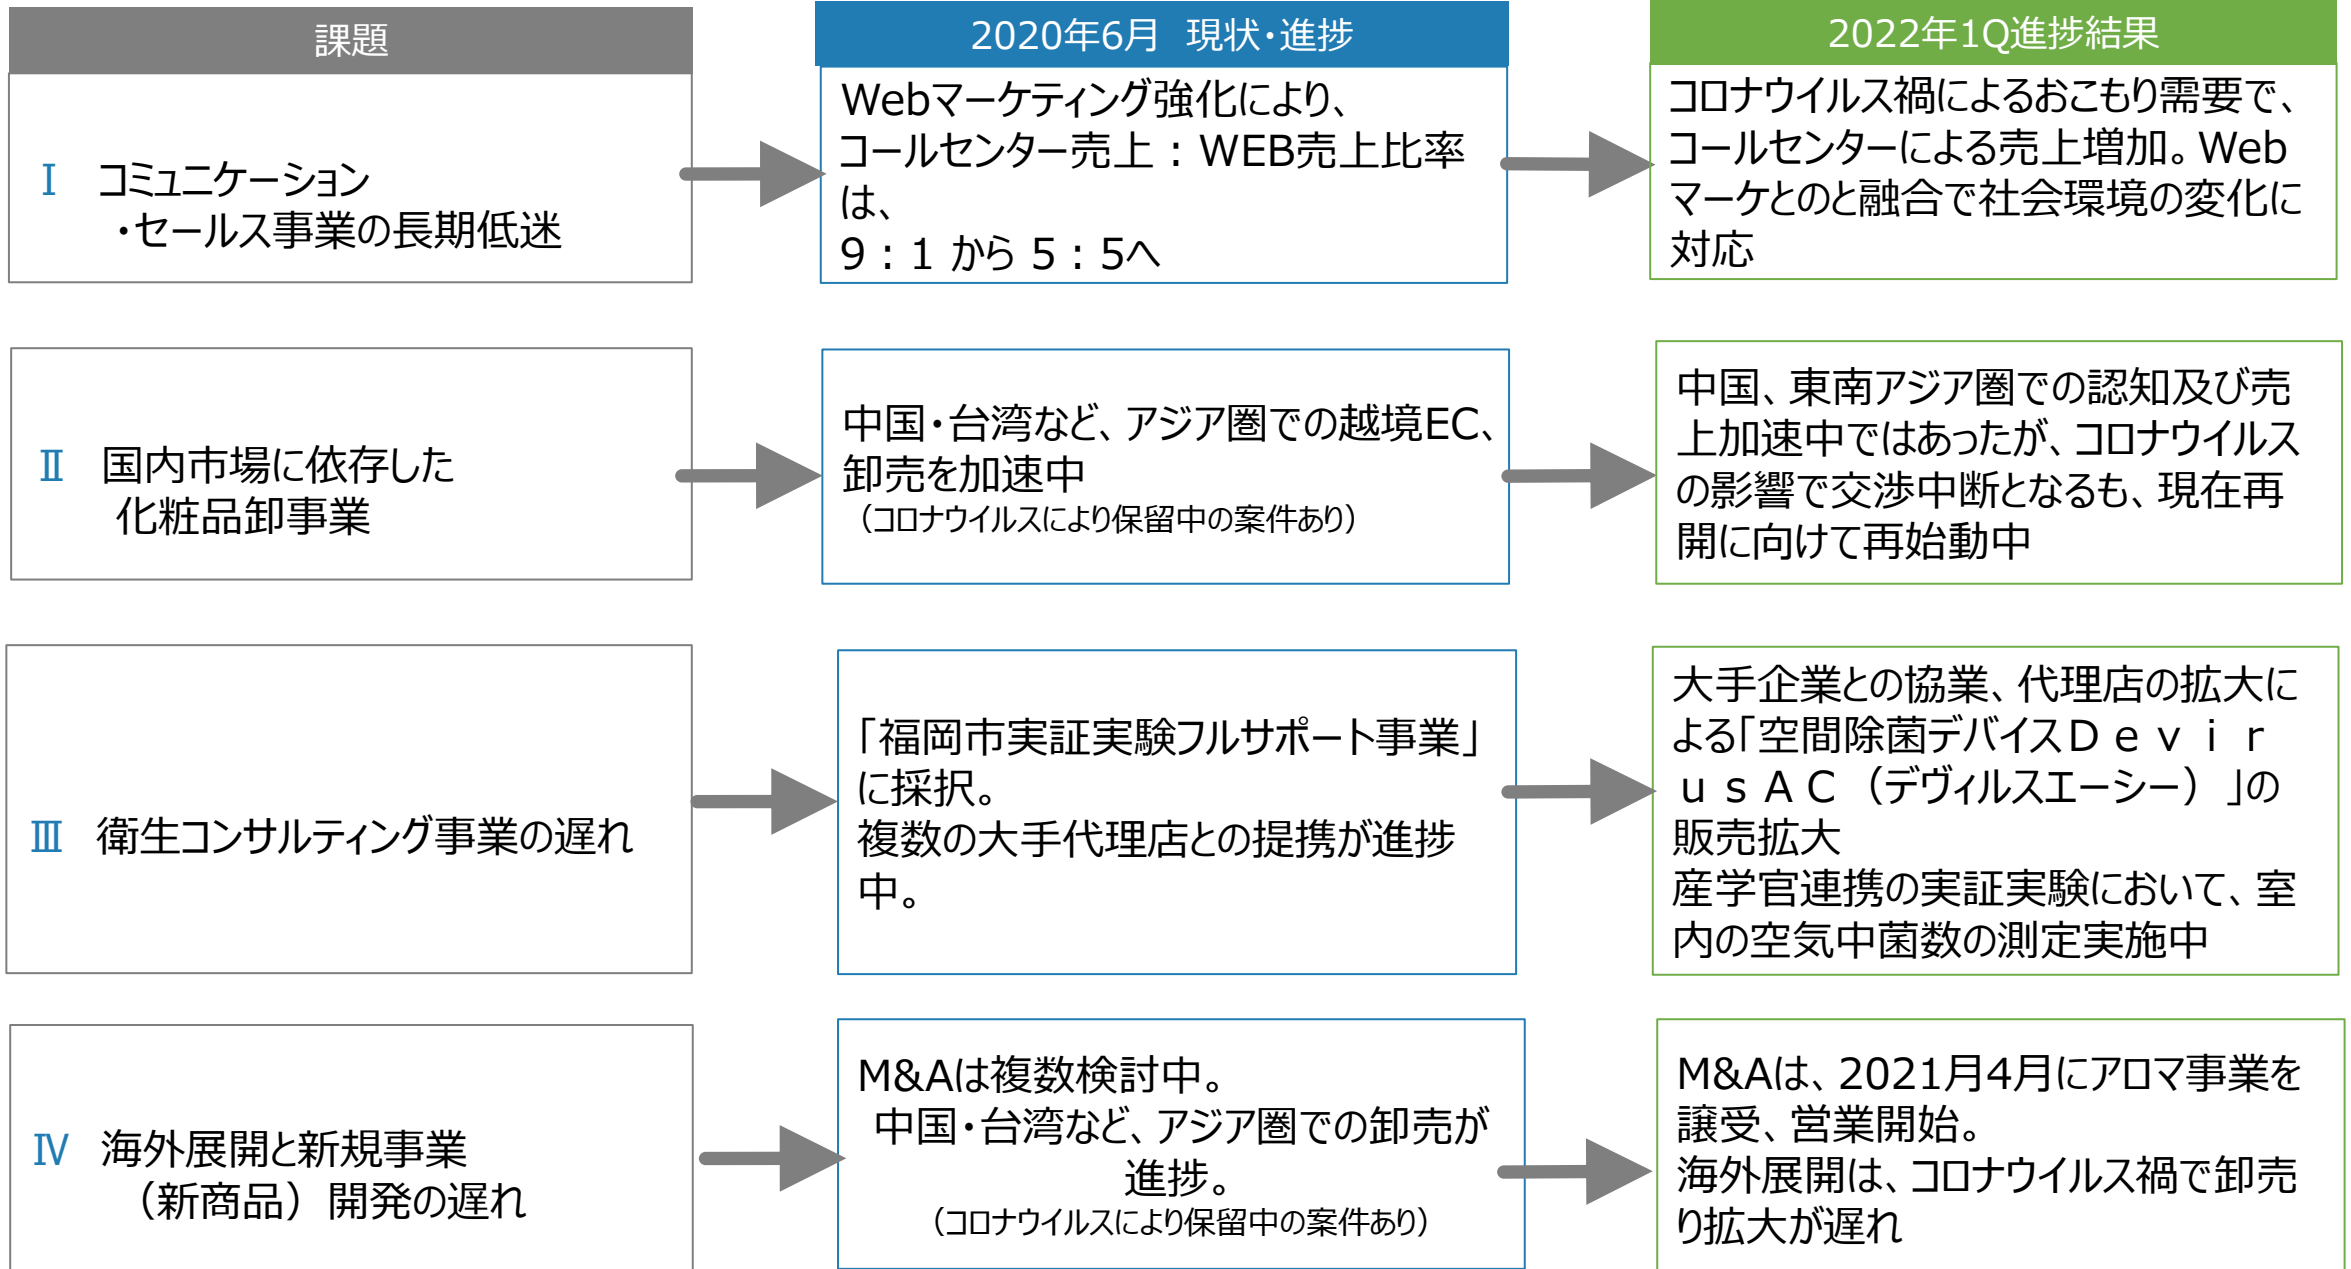 課題
2020年6月　現状・進捗
2022年1Q進捗結果
Ⅰ　コミュニケーション
・セールス事業の長期低迷
Webマーケティング強化により、
コールセンター売上：WEB売上比率
は、
9：1 から 5：5へ
コロナウイルス禍によるおこもり需要で、
コールセンターによる売上増加。Web
マーケとのと融合で社会環境の変化に
対応
Ⅱ　国内市場に依存した
化粧品卸事業
中国・台湾など、アジア圏での越境EC、
卸売を加速中
（コロナウイルスにより保留中の案件あり）
中国、東南アジア圏での認知及び売
上加速中ではあったが、コロナウイルス
の影響で交渉中断となるも、現在再
開に向けて再始動中
Ⅲ　衛生コンサルティング事業の遅れ
「福岡市実証実験フルサポート事業」
に採択。
複数の大手代理店との提携が進捗
中。
大手企業との協業、代理店の拡大に
よる「空間除菌デバイスＤｅｖｉｒ
ｕｓＡＣ（デヴィルスエーシー）」の
販売拡大
産学官連携の実証実験において、室
内の空気中菌数の測定実施中
Ⅳ　海外展開と新規事業
（新商品）開発の遅れ
M&Aは複数検討中。
中国・台湾など、アジア圏での卸売が
進捗。
（コロナウイルスにより保留中の案件あり）
M&Aは、2021月4月にアロマ事業を
譲受、営業開始。
海外展開は、コロナウイルス禍で卸売
り拡大が遅れ